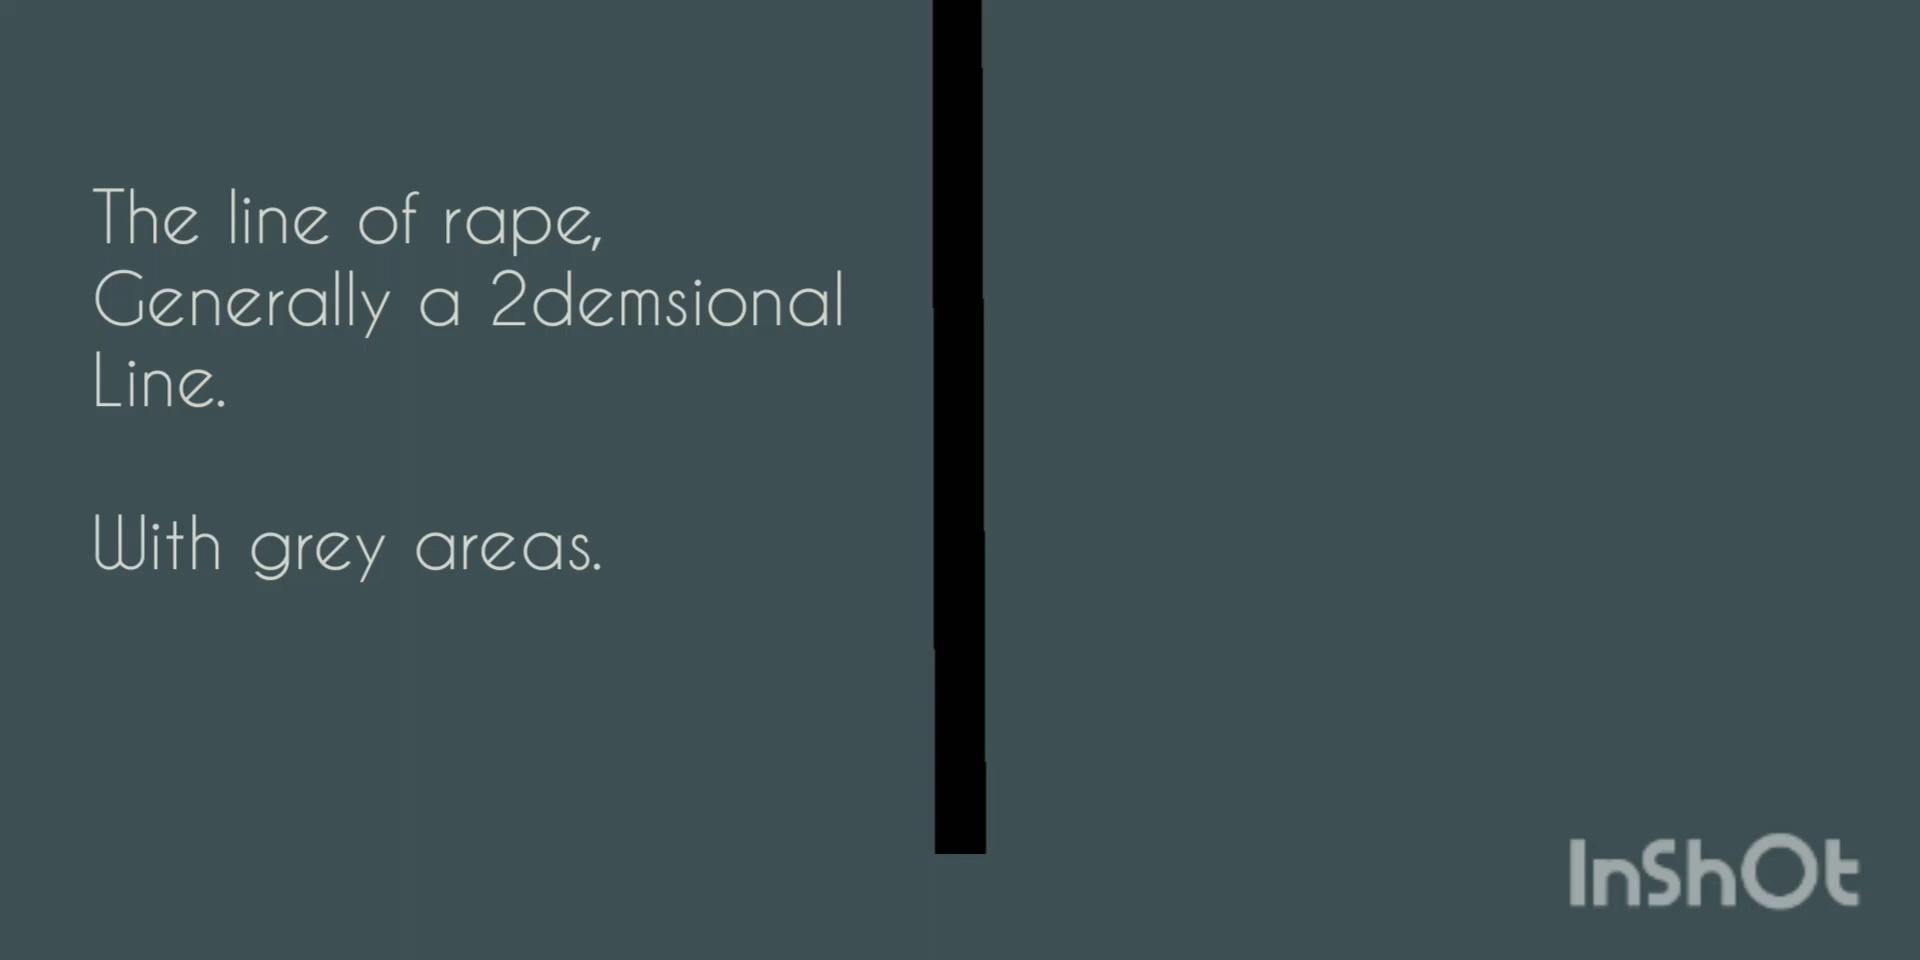 The line of rape,
Generally a 2demsional
Line.
With grey areas.
InShOt